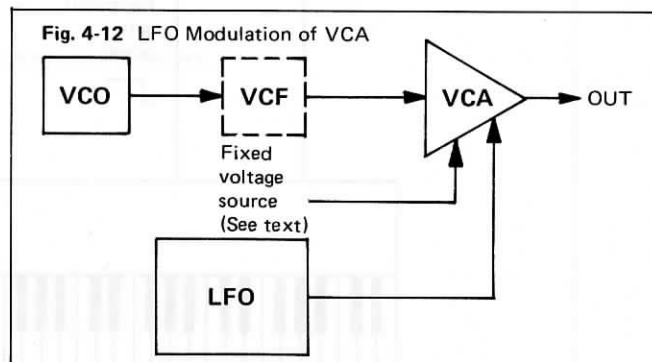 Fig. 4-12 LFO Modulation of VCA
VCO
VCF
VCA
OUT
Fixed
voltage
source
(See text)
LFO